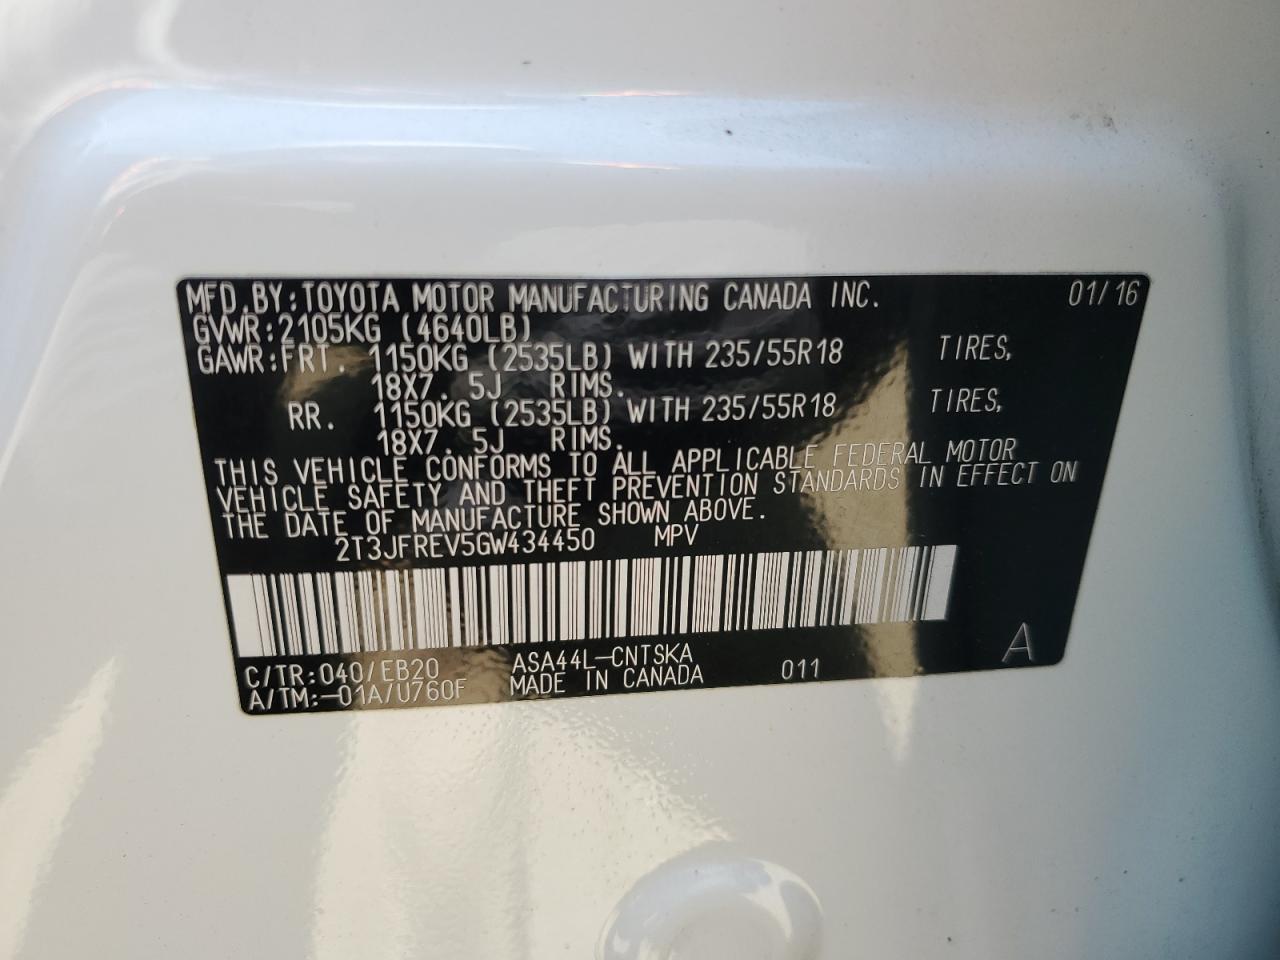 MFD.BY:TOYOTA MOTOR MANUFACTURING CANADA INC. 01/16
GVWR:2105KG (4640LB)
GAWR:FRT. 1150KG (2535LB) WITH 235/55R18 TIRES,
18X7.5J RIMS.
RR. 1150KG (2535LB) WITH 235/55R18 TIRES,
18X7.5J RIMS.
THIS VEHICLE CONFORMS TO ALL APPLICABLE FEDERAL MOTOR
VEHICLE SAFETY AND THEFT PREVENTION STANDARDS IN EFFECT ON
THE DATE OF MANUFACTURE SHOWN ABOVE.
2T3JFREV5GW434450 MPV
C/TR:040/EB20 ASA44L-CNTSKA 011 A
A/TM:-01A/U760F MADE IN CANADA